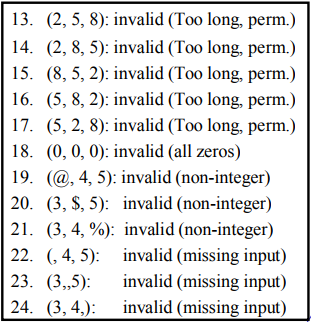 13. (2, 5, 8): invalid (Too long, perm.)
14. (2, 8, 5): invalid (Too long, perm.)
15. (8, 5, 2): invalid (Too long, perm.)
16. (5, 8, 2): invalid (Too long, perm.)
17. (5, 2, 8): invalid (Too long, perm.)
18. (0, 0, 0): invalid (all zeros)
19. (@, 4, 5): invalid (non-integer)
20. (3, $, 5): invalid (non-integer)
21. (3, 4, %): invalid (non-integer)
22. (, 4, 5): invalid (missing input)
23. (3,,5): invalid (missing input)
24. (3, 4,): invalid (missing input)